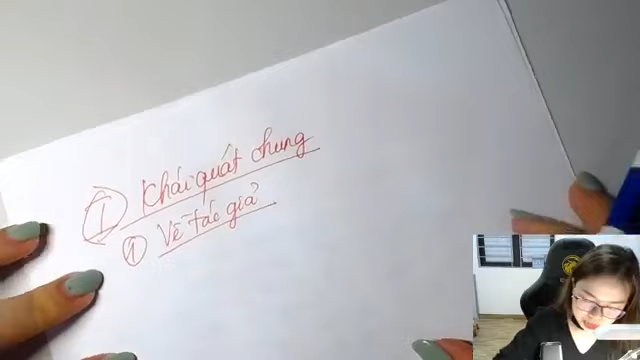 I Khái quát chung
1 Về tác giả